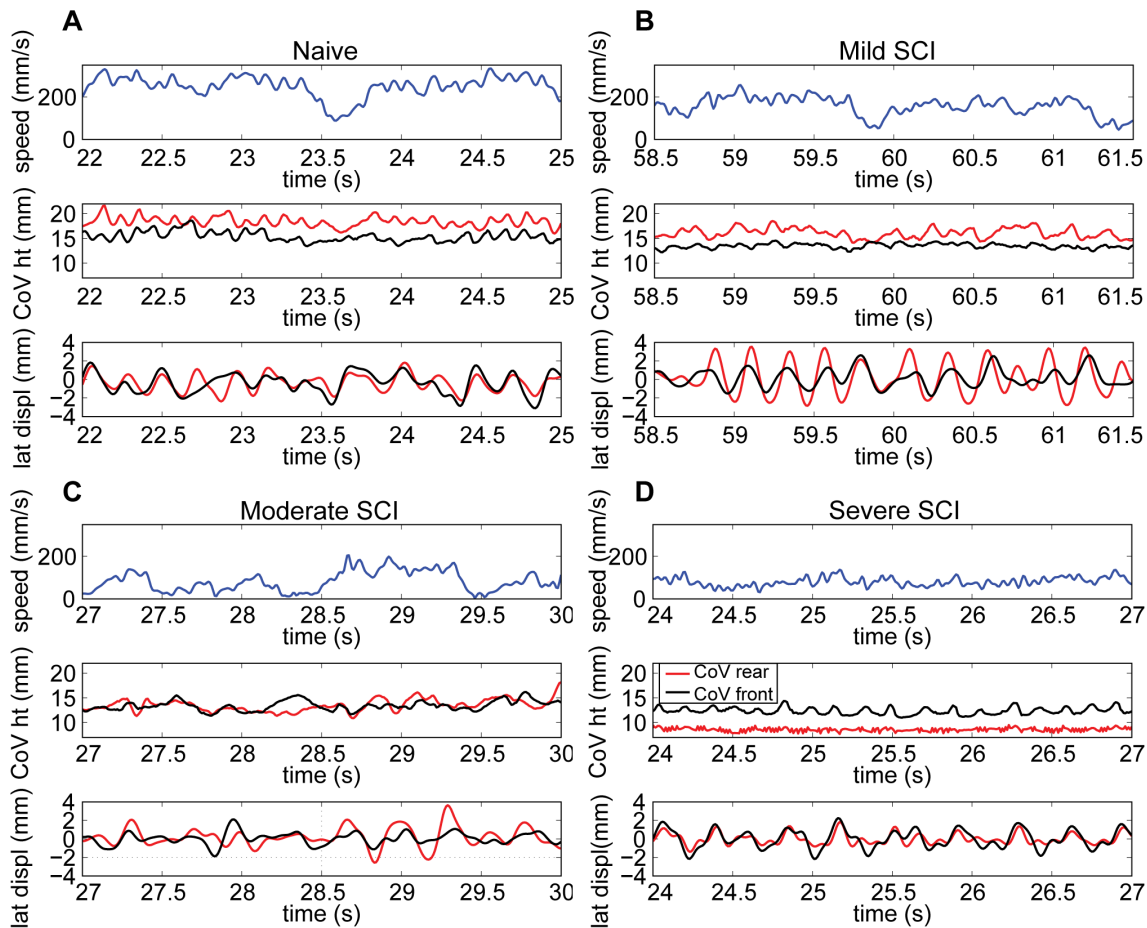 A
Naive
speed (mm/s)
200
0
22 22.5 23 23.5 24 24.5 25
time (s)
CoV ht (mm)
20
15
10
22 22.5 23 23.5 24 24.5 25
time (s)
lat displ (mm)
4
2
0
−2
−4
22 22.5 23 23.5 24 24.5 25
time (s)
B
Mild SCI
speed (mm/s)
200
0
58.5 59 59.5 60 60.5 61 61.5
time (s)
CoV ht (mm)
20
15
10
58.5 59 59.5 60 60.5 61 61.5
time (s)
lat displ (mm)
4
2
0
−2
−4
58.5 59 59.5 60 60.5 61 61.5
time (s)
C
Moderate SCI
speed (mm/s)
200
0
27 27.5 28 28.5 29 29.5 30
time (s)
CoV ht (mm)
20
15
10
27 27.5 28 28.5 29 29.5 30
time (s)
lat displ (mm)
4
2
0
−2
−4
27 27.5 28 28.5 29 29.5 30
time (s)
D
Severe SCI
speed (mm/s)
200
0
24 24.5 25 25.5 26 26.5 27
time (s)
CoV ht (mm)
20
15
10
CoV rear
CoV front
24 24.5 25 25.5 26 26.5 27
time (s)
lat displ(mm)
4
2
0
−2
−4
24 24.5 25 25.5 26 26.5 27
time (s)